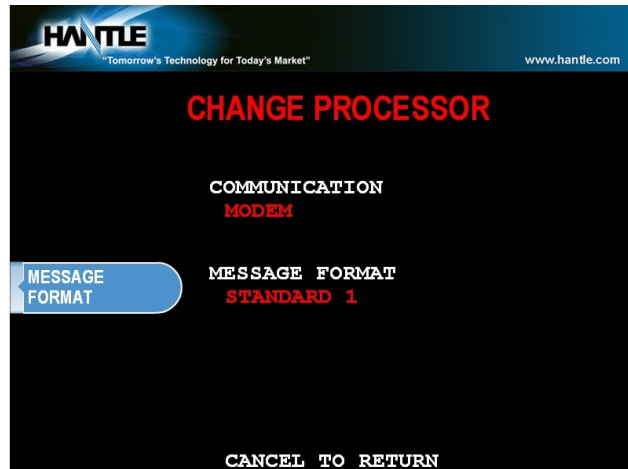 HANTLE
"Tomorrow's Technology for Today's Market"
www.hantle.com
CHANGE PROCESSOR
COMMUNICATION
MODEM
MESSAGE
FORMAT
MESSAGE FORMAT
STANDARD 1
CANCEL TO RETURN